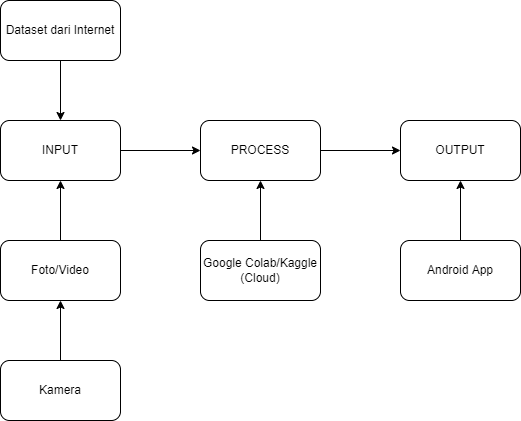 Dataset dari Internet
INPUT
PROCESS
OUTPUT
Foto/Video
Google Colab/Kaggle
(Cloud)
Android App
Kamera